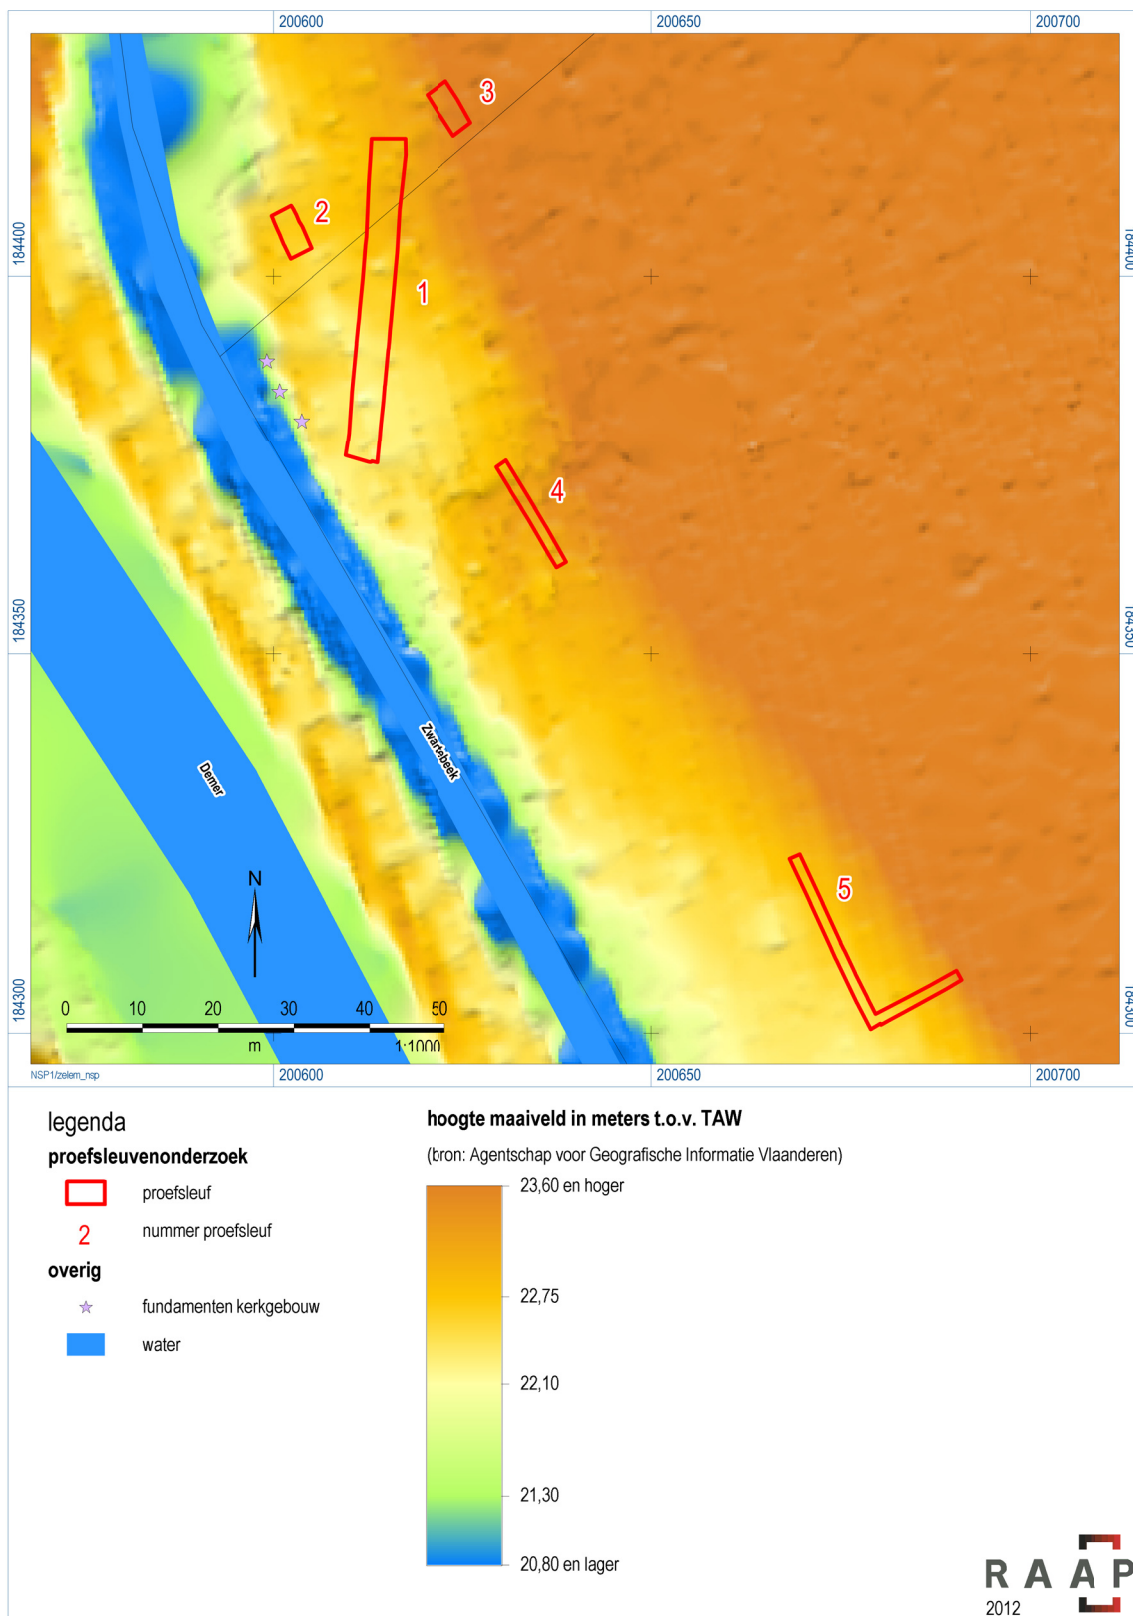 200600
200650
200700
3
2
184400
184400
1
4
184350
184350
Zwartebeek
Demer
5
N
184300
184300
0
10
20
30
40
50
m
1:1000
NSP1/zelem_nsp
200600
200650
200700
legenda
proefsleuvenonderzoek
proefsleuf
2
nummer proefsleuf
overig
fundamenten kerkgebouw
water
hoogte maaiveld in meters t.o.v. TAW
(bron: Agentschap voor Geografische Informatie Vlaanderen)
23,60 en hoger
22,75
22,10
21,30
20,80 en lager
RAAP
2012